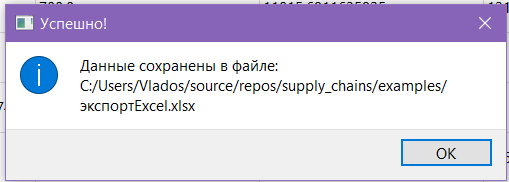 Успешно!
Данные сохранены в файле:
C:/Users/Vlados/source/repos/supply_chains/examples/
экспортExcel.xlsx
OK